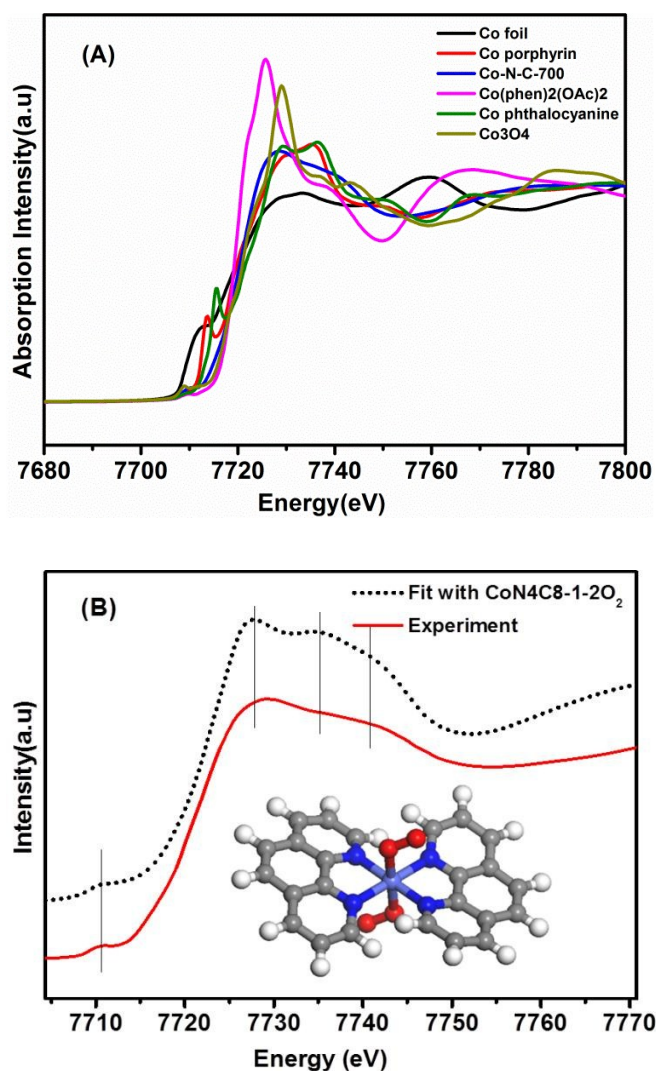 (A)
Co foil
Co porphyrin
Co-N-C-700
Co(phen)2(OAc)2
Co phthalocyanine
Co3O4
Absorption Intensity(a.u)
7680 7700 7720 7740 7760 7780 7800
Energy(eV)
(B)
Fit with CoN4C8-1-2O₂
Experiment
Intensity(a.u)
7710 7720 7730 7740 7750 7760 7770
Energy (eV)